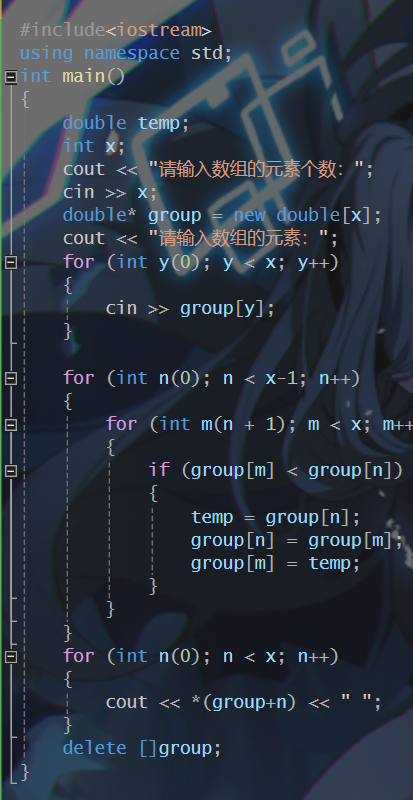 #include<iostream>
using namespace std;
int main()
{
    double temp;
    int x;
    cout << "请输入数组的元素个数：";
    cin >> x;
    double* group = new double[x];
    cout << "请输入数组的元素：";
    for (int y(0); y < x; y++)
    {
        cin >> group[y];
    }

    for (int n(0); n < x-1; n++)
    {
        for (int m(n + 1); m < x; m++
        {
            if (group[m] < group[n])
            {
                temp = group[n];
                group[n] = group[m];
                group[m] = temp;
            }
        }
    }
    for (int n(0); n < x; n++)
    {
        cout << *(group+n) << " ";
    }
    delete []group;
}